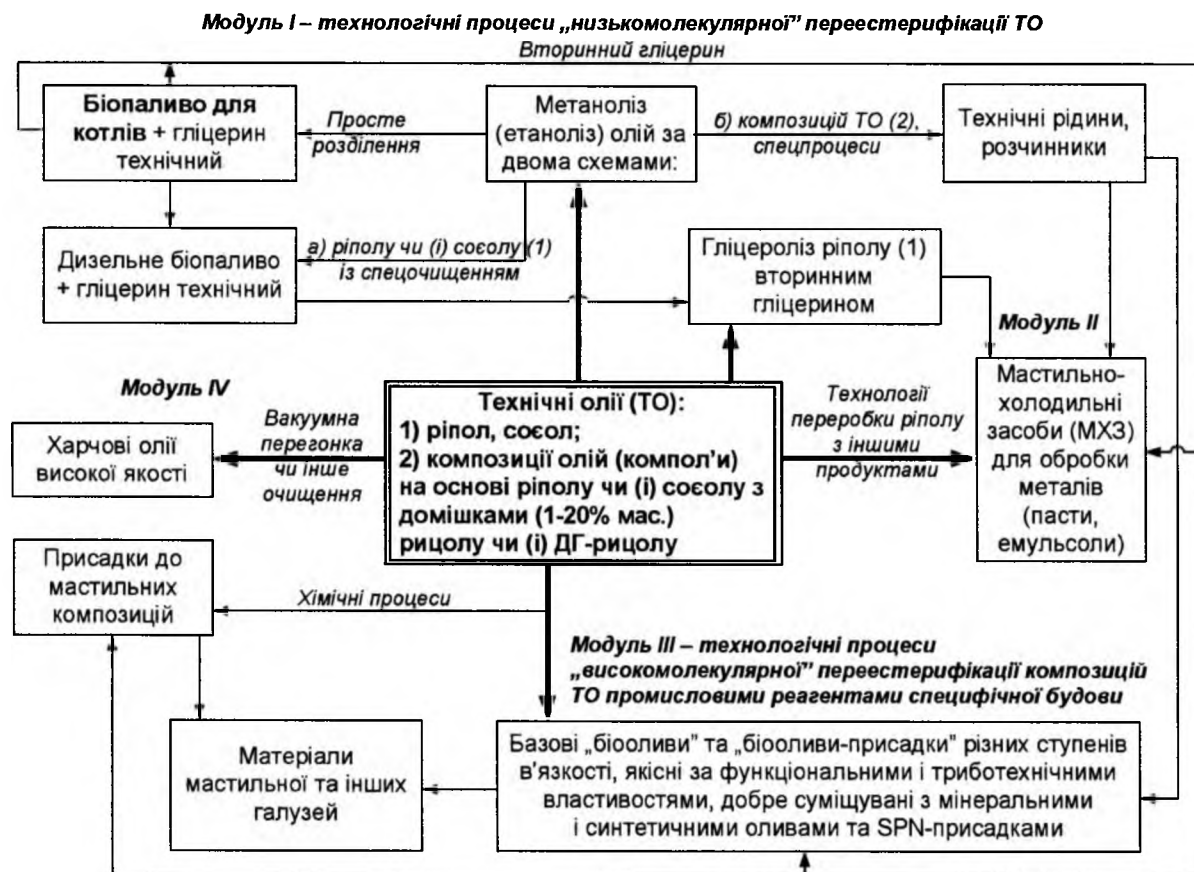 Модуль I – технологічні процеси „низькомолекулярної” переестерифікації ТО
Вторинний гліцерин
Біопаливо для
котлів + гліцерин
технічний
Просте
розділення
Метаноліз
(етаноліз) олій за
двома схемами:
б) композицій ТО (2),
спецпроцеси
Технічні рідини,
розчинники
Дизельне біопаливо
+ гліцерин технічний
а) ріполу чи (і) соєолу (1)
із спецочищенням
Гліцероліз ріполу (1)
вторинним
гліцерином
Модуль II
Модуль IV
Харчові олії
високої якості
Вакуумна
перегонка
чи інше
очищення
Технічні олії (ТО):
1) ріпол, соєол;
2) композиції олій (компол’и)
на основі ріполу чи (і) соєолу з
домішками (1-20% мас.)
рицолу чи (і) ДГ-рицолу
Технології
переробки ріполу
з іншими
продуктами
Мастильно-
холодильні
засоби (МХЗ)
для обробки
металів
(пасти,
емульсоли)
Присадки до
мастильних
композицій
Хімічні процеси
Модуль III – технологічні процеси
„високомолекулярної” переестерифікації композицій
ТО промисловими реагентами специфічної будови
Матеріали
мастильної та інших
галузей
Базові „біооливи” та „біооливи-присадки” різних ступенів
в’язкості, якісні за функціональними і триботехнічними
властивостями, добре суміщувані з мінеральними
і синтетичними оливами та SPN-присадками